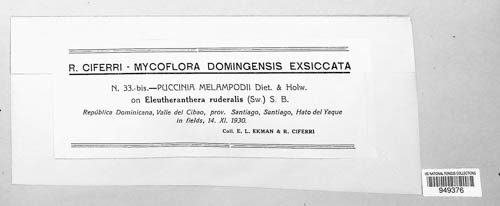 R. CIFERRI - MYCOFLORA DOMINGENSIS EXSICCATA
N. 33.-bis.—PUCCINIA MELAMPODII Diet. & Holw.
on Eleutheranthera ruderalis (Sw.) S. B.
República Dominicana, Valle del Cibao, prov. Santiago, Santiago, Hato del Yaque
in fields, 14. XI. 1930.
Coll. E. L. EKMAN & R. CIFERRI
US NATIONAL FUNGUS COLLECTIONS
949376